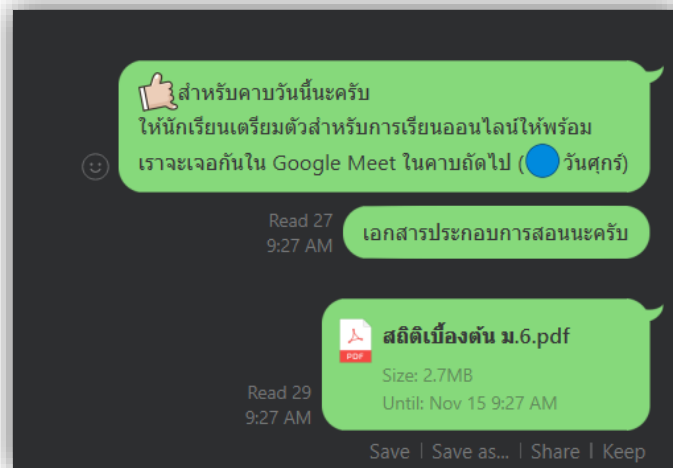 สำหรับคาบวันนี้นะครับ
ให้นักเรียนเตรียมตัวสำหรับการเรียนออนไลน์ให้พร้อม
เราจะเจอกันใน Google Meet ในคาบถัดไป (วันศุกร์)
Read 27
9:27 AM
เอกสารประกอบการสอนนะครับ
สถิติเบื้องต้น ม.6.pdf
PDF
Size: 2.7MB
Until: Nov 15 9:27 AM
Read 29
9:27 AM
Save | Save as... | Share | Keep